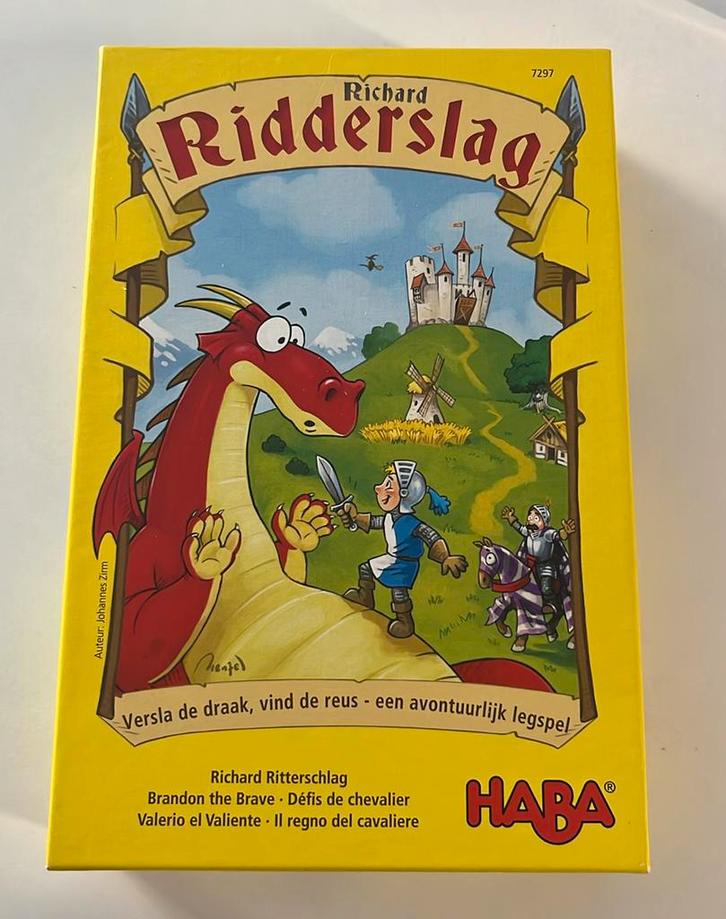 7297
Richard
Ridderslag
Auteur: Johannes Zirm
Menzel
Versla de draak, vind de reus - een avontuurlijk legspel
Richard Ritterschlag
Brandon the Brave · Défis de chevalier
Valerio el Valiente · Il regno del cavaliere
HABA®